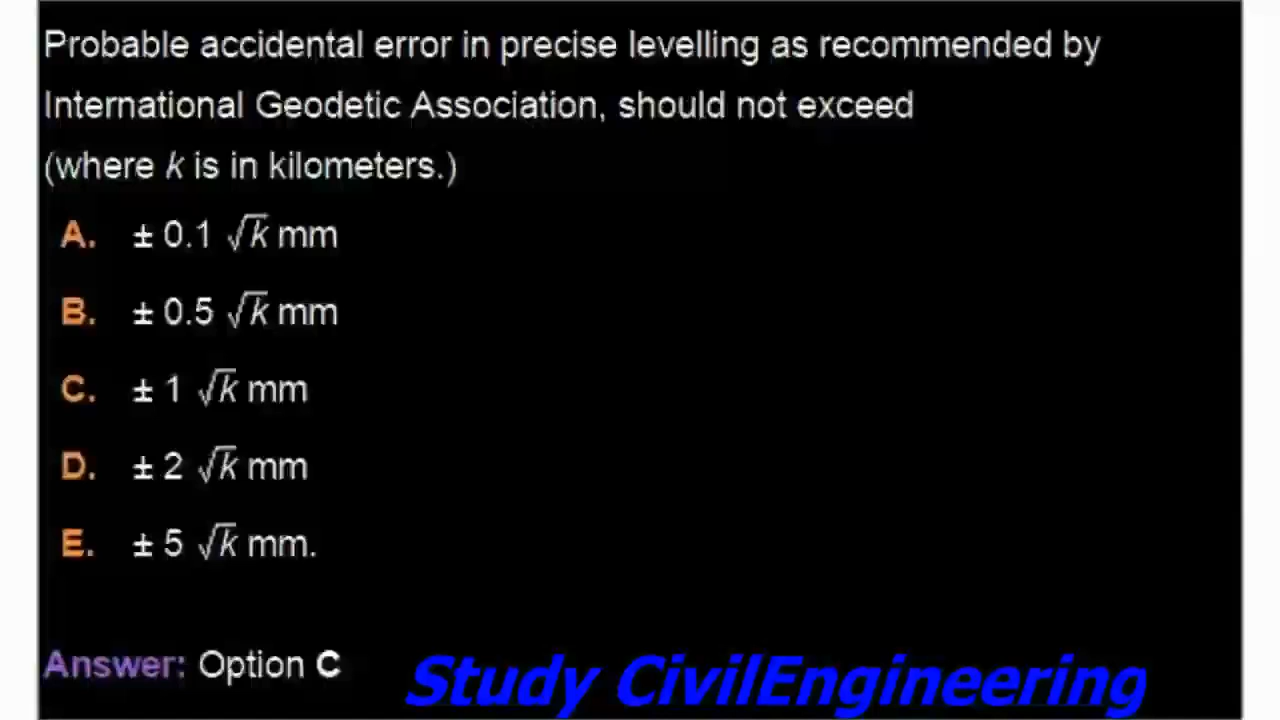 Probable accidental error in precise levelling as recommended by
International Geodetic Association, should not exceed
(where k is in kilometers.)
A. ± 0.1 √k mm
B. ± 0.5 √k mm
C. ± 1 √k mm
D. ± 2 √k mm
E. ± 5 √k mm.
Answer: Option C
Study CivilEngineering